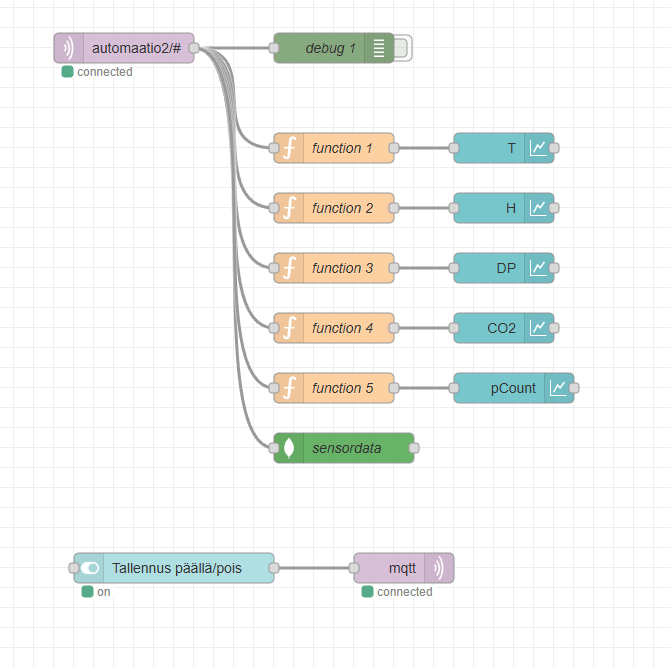 automaatio2/#
debug 1
connected
function 1
T
function 2
H
function 3
DP
function 4
CO2
function 5
pCount
sensordata
Tallennus päällä/pois
mqtt
on
connected